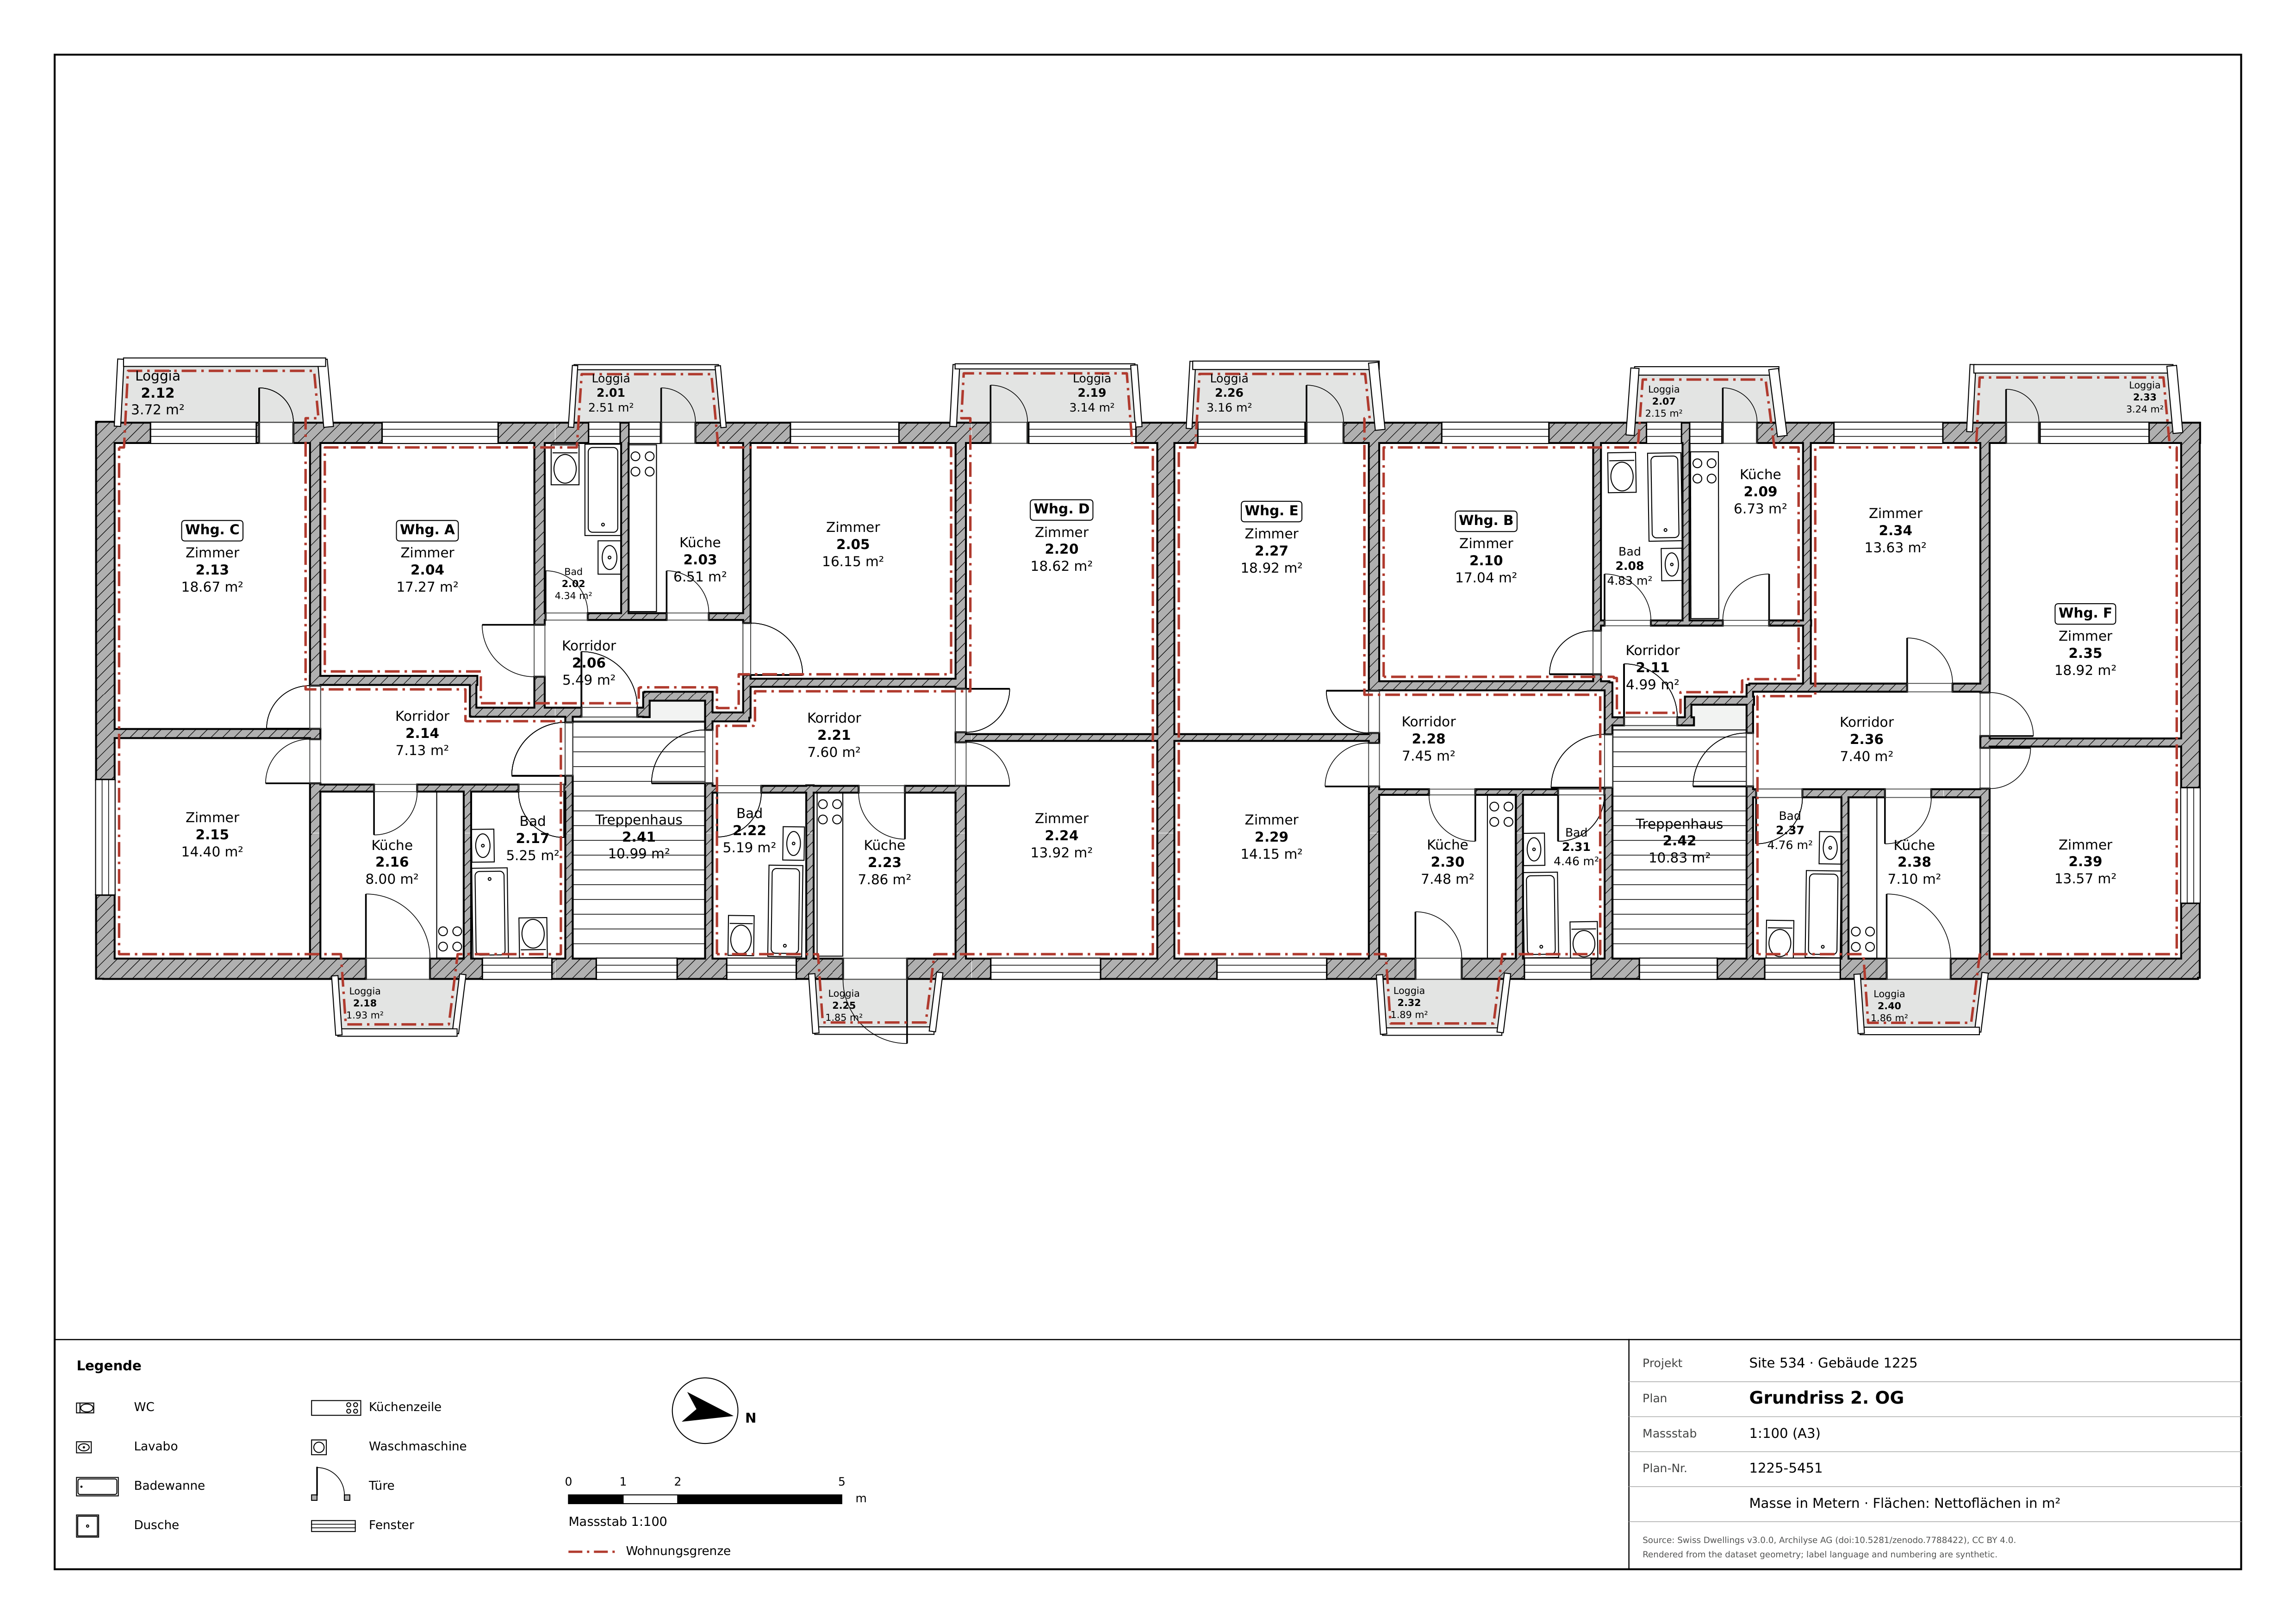 Loggia
2.12
3.72 m²
Loggia
2.01
2.51 m²
Loggia
2.19
3.14 m²
Loggia
2.26
3.16 m²
Loggia
2.07
2.15 m²
Loggia
2.33
3.24 m²
Whg. C
Zimmer
2.13
18.67 m²
Whg. A
Zimmer
2.04
17.27 m²
Bad
2.02
4.34 m²
Küche
2.03
6.51 m²
Zimmer
2.05
16.15 m²
Whg. D
Zimmer
2.20
18.62 m²
Whg. E
Zimmer
2.27
18.92 m²
Whg. B
Zimmer
2.10
17.04 m²
Bad
2.08
4.83 m²
Küche
2.09
6.73 m²
Zimmer
2.34
13.63 m²
Whg. F
Zimmer
2.35
18.92 m²
Korridor
2.06
5.49 m²
Korridor
2.11
4.99 m²
Korridor
2.14
7.13 m²
Korridor
2.21
7.60 m²
Korridor
2.28
7.45 m²
Korridor
2.36
7.40 m²
Zimmer
2.15
14.40 m²
Küche
2.16
8.00 m²
Bad
2.17
5.25 m²
Treppenhaus
2.41
10.99 m²
Bad
2.22
5.19 m²
Küche
2.23
7.86 m²
Zimmer
2.24
13.92 m²
Zimmer
2.29
14.15 m²
Küche
2.30
7.48 m²
Bad
2.31
4.46 m²
Treppenhaus
2.42
10.83 m²
Bad
2.37
4.76 m²
Küche
2.38
7.10 m²
Zimmer
2.39
13.57 m²
Loggia
2.18
1.93 m²
Loggia
2.25
1.85 m²
Loggia
2.32
1.89 m²
Loggia
2.40
1.86 m²
Legende
WC
Lavabo
Badewanne
Dusche
Küchenzeile
Waschmaschine
Türe
Fenster
N
0 1 2 5
m
Massstab 1:100
Wohnungsgrenze
Projekt Site 534 · Gebäude 1225
Plan Grundriss 2. OG
Massstab 1:100 (A3)
Plan-Nr. 1225-5451
Masse in Metern · Flächen: Nettoflächen in m²
Source: Swiss Dwellings v3.0.0, Archilyse AG (doi:10.5281/zenodo.7788422), CC BY 4.0.
Rendered from the dataset geometry; label language and numbering are synthetic.